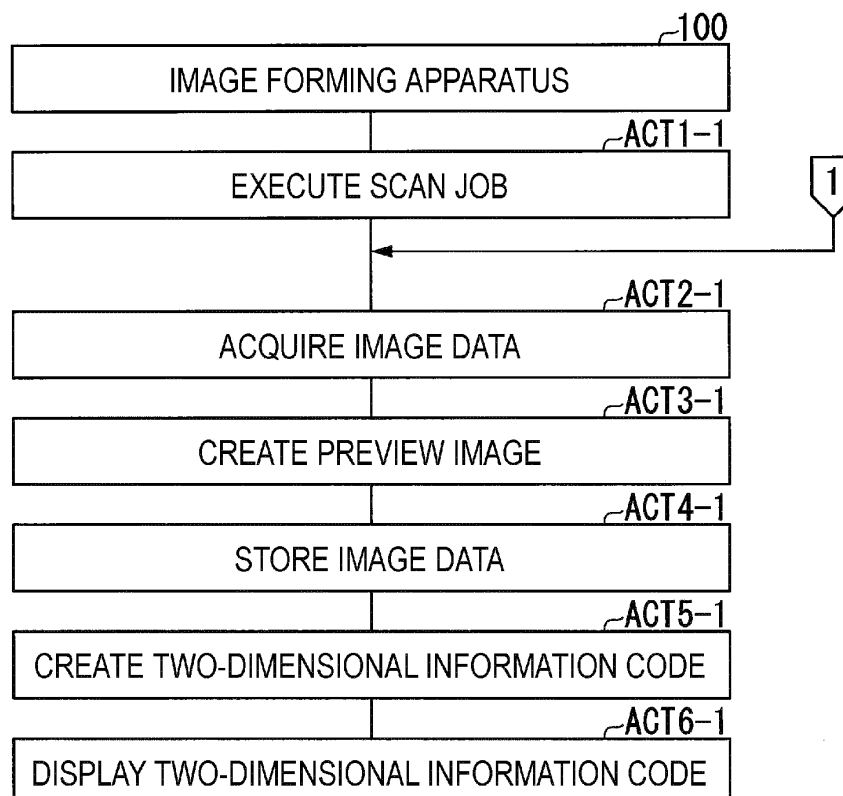 100
IMAGE FORMING APPARATUS
ACT1-1
EXECUTE SCAN JOB
1
ACT2-1
ACQUIRE IMAGE DATA
ACT3-1
CREATE PREVIEW IMAGE
ACT4-1
STORE IMAGE DATA
ACT5-1
CREATE TWO-DIMENSIONAL INFORMATION CODE
ACT6-1
DISPLAY TWO-DIMENSIONAL INFORMATION CODE